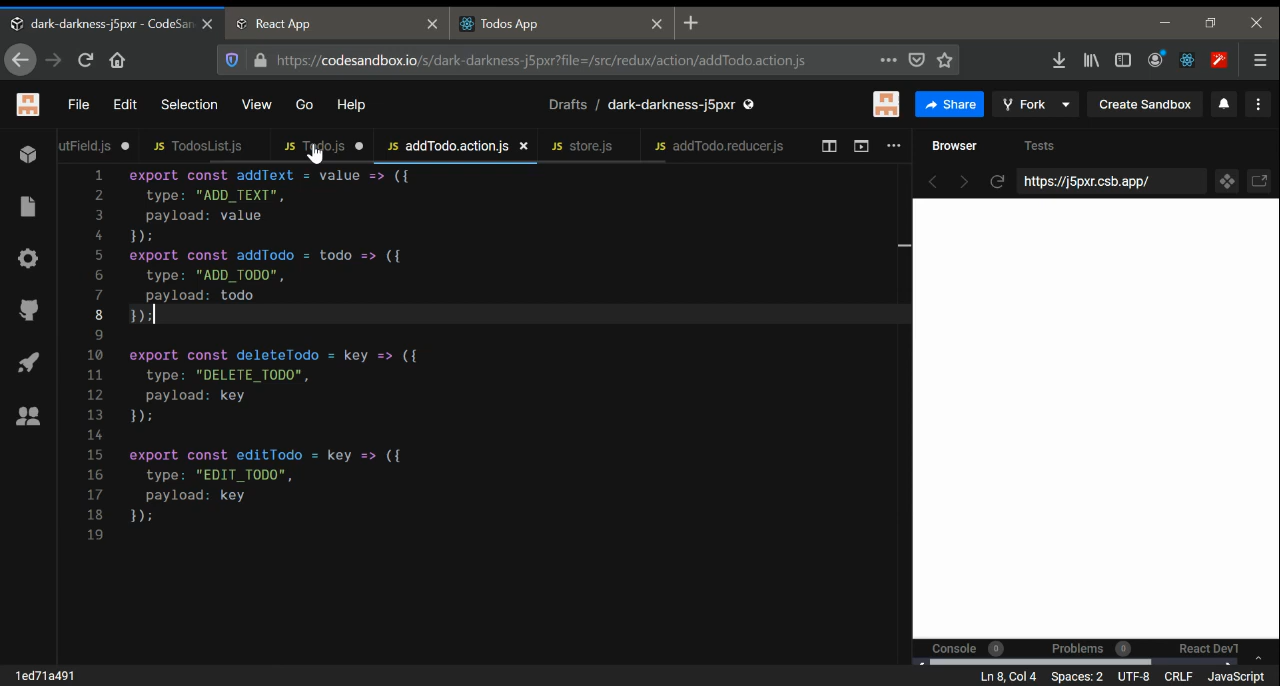 dark-darkness-j5pxr - CodeSan
React App
Todos App
https://codesandbox.io/s/dark-darkness-j5pxr?file=/src/redux/action/addTodo.action.js
File Edit Selection View Go Help
Drafts / dark-darkness-j5pxr
Share
Fork
Create Sandbox
utField.js
JS TodosList.js
JS Todo.js
JS addTodo.action.js
JS store.js
JS addTodo.reducer.js
Browser
Tests
https://j5pxr.csb.app/
1 export const addText = value => ({
2 type: "ADD_TEXT",
3 payload: value
4 });
5 export const addTodo = todo => ({
6 type: "ADD_TODO",
7 payload: todo
8 });
9
10 export const deleteTodo = key => ({
11 type: "DELETE_TODO",
12 payload: key
13 });
14
15 export const editTodo = key => ({
16 type: "EDIT_TODO",
17 payload: key
18 });
19
Console 0
Problems 0
React DevT
1ed71a491
Ln 8, Col 4 Spaces: 2 UTF-8 CRLF JavaScript